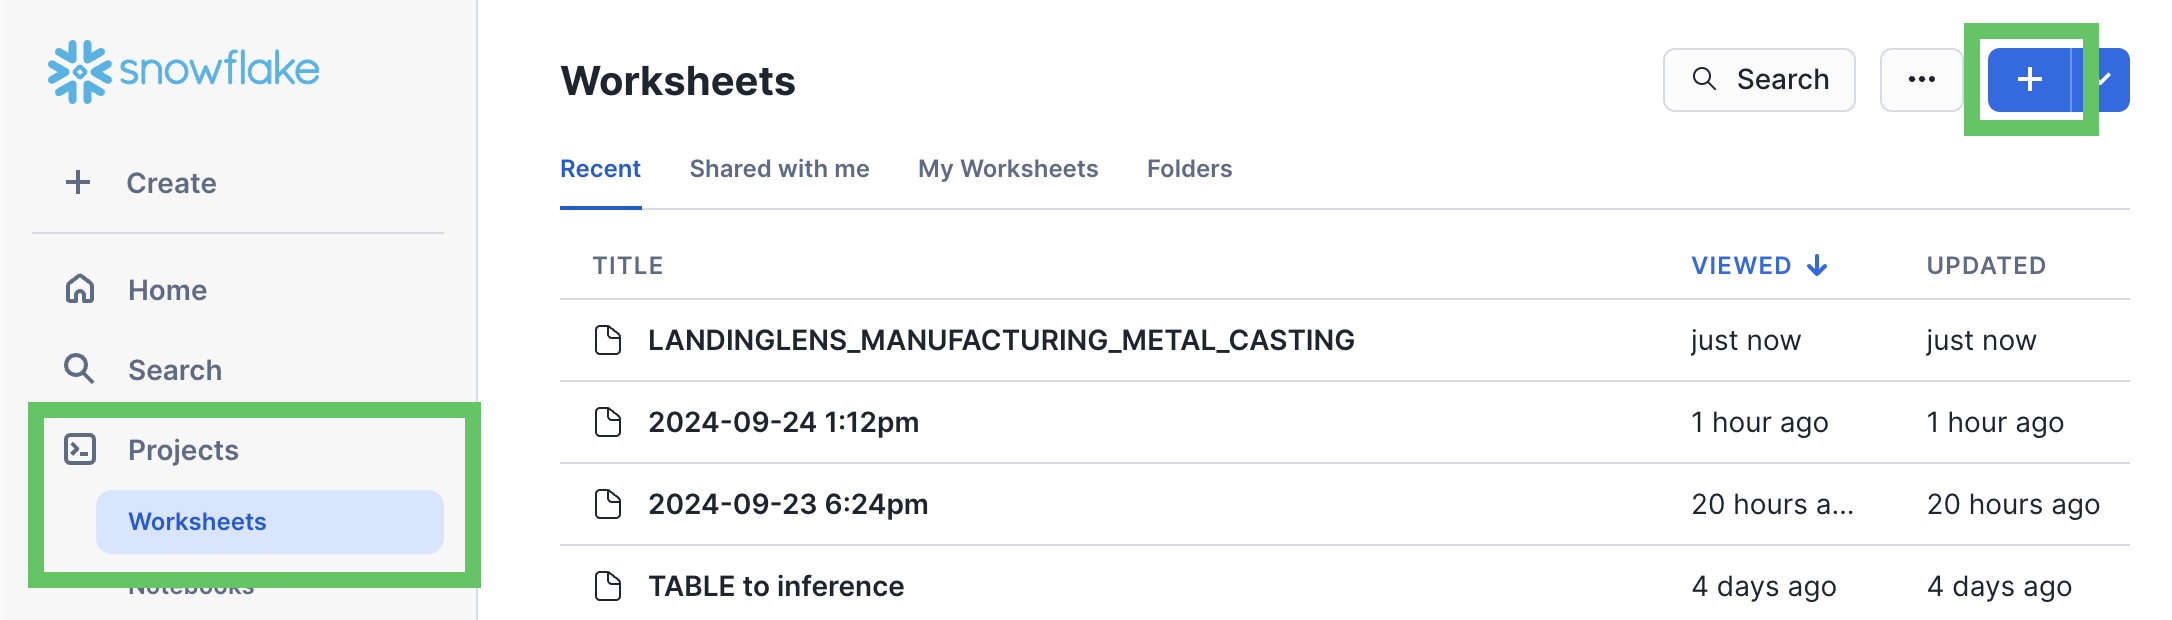 snowflake
Create
Home
Search
Projects
Worksheets
Notebooks
Worksheets
Search
Recent Shared with me My Worksheets Folders
TITLE VIEWED UPDATED
LANDINGLENS_MANUFACTURING_METAL_CASTING just now just now
2024-09-24 1:12pm 1 hour ago 1 hour ago
2024-09-23 6:24pm 20 hours a... 20 hours ago
TABLE to inference 4 days ago 4 days ago